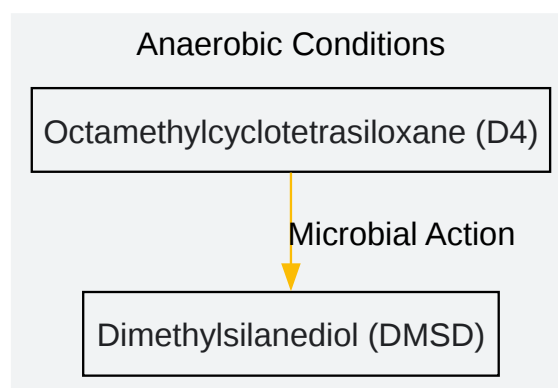 Anaerobic Conditions
Octamethylcyclotetrasiloxane (D4)
Microbial Action
Dimethylsilanediol (DMSD)